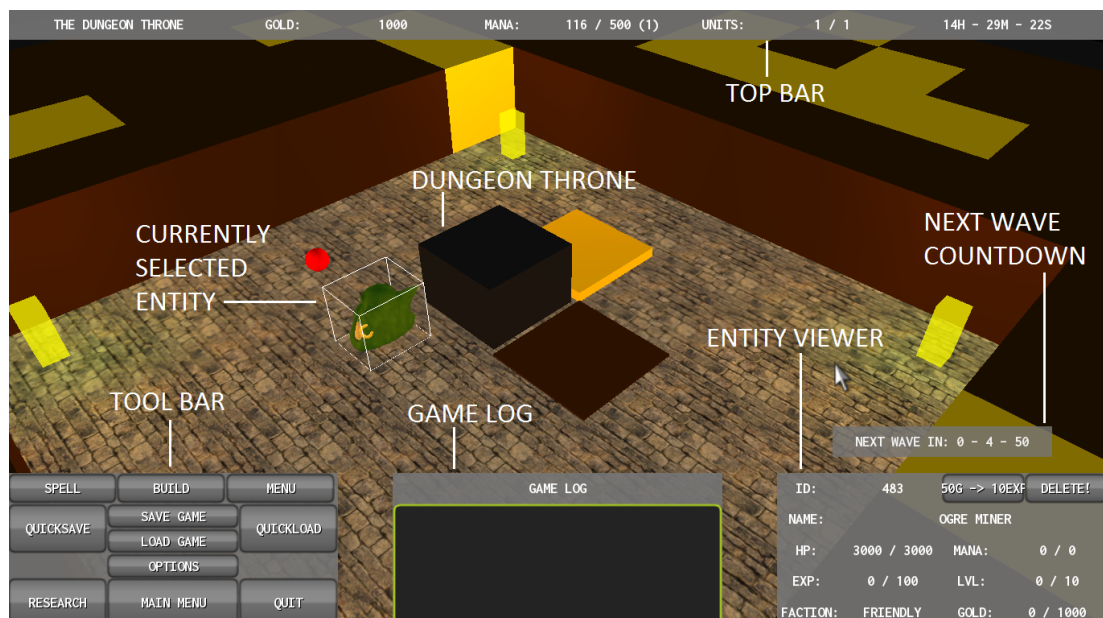 THE DUNGEON THRONE GOLD: 1000 MANA: 116 / 500 (1) UNITS: 1 / 1 14H - 29M - 22S
TOP BAR
DUNGEON THRONE
CURRENTLY
SELECTED
ENTITY
NEXT WAVE
COUNTDOWN
ENTITY VIEWER
TOOL BAR
GAME LOG
NEXT WAVE IN: 0 - 4 - 50
SPELL BUILD MENU
QUICKSAVE SAVE GAME QUICKLOAD
LOAD GAME
OPTIONS
RESEARCH MAIN MENU QUIT
GAME LOG
ID: 483 50G -> 10EXP DELETE!
NAME: OGRE MINER
HP: 3000 / 3000 MANA: 0 / 0
EXP: 0 / 100 LVL: 0 / 10
FACTION: FRIENDLY GOLD: 0 / 1000